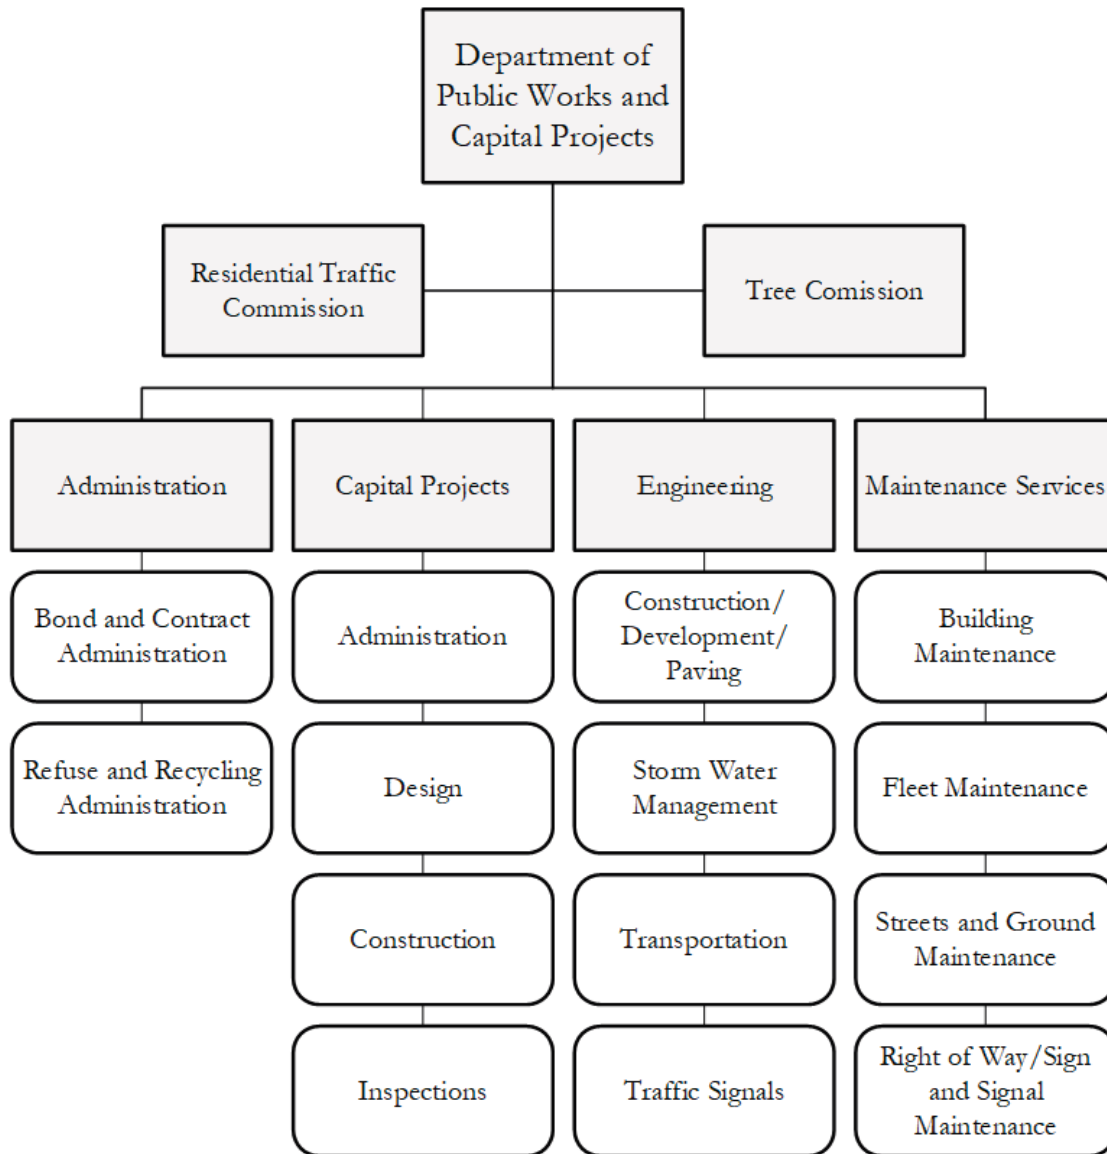 Department of
Public Works and
Capital Projects
Residential Traffic
Commission
Tree Comission
Administration
Capital Projects
Engineering
Maintenance Services
Bond and Contract
Administration
Administration
Construction/
Development/
Paving
Building
Maintenance
Refuse and Recycling
Administration
Design
Storm Water
Management
Fleet Maintenance
Construction
Transportation
Streets and Ground
Maintenance
Inspections
Traffic Signals
Right of Way/Sign
and Signal
Maintenance